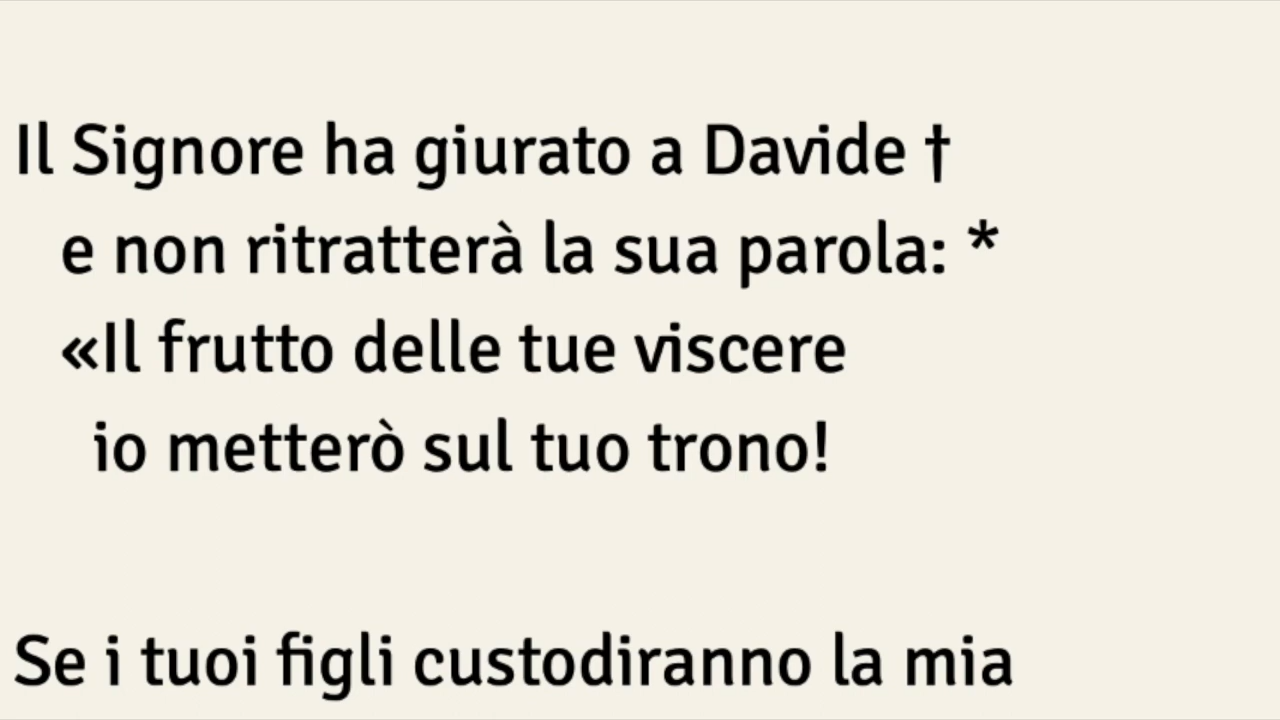 Il Signore ha giurato a Davide †
e non ritratterà la sua parola: *
«Il frutto delle tue viscere
io metterò sul tuo trono!
Se i tuoi figli custodiranno la mia